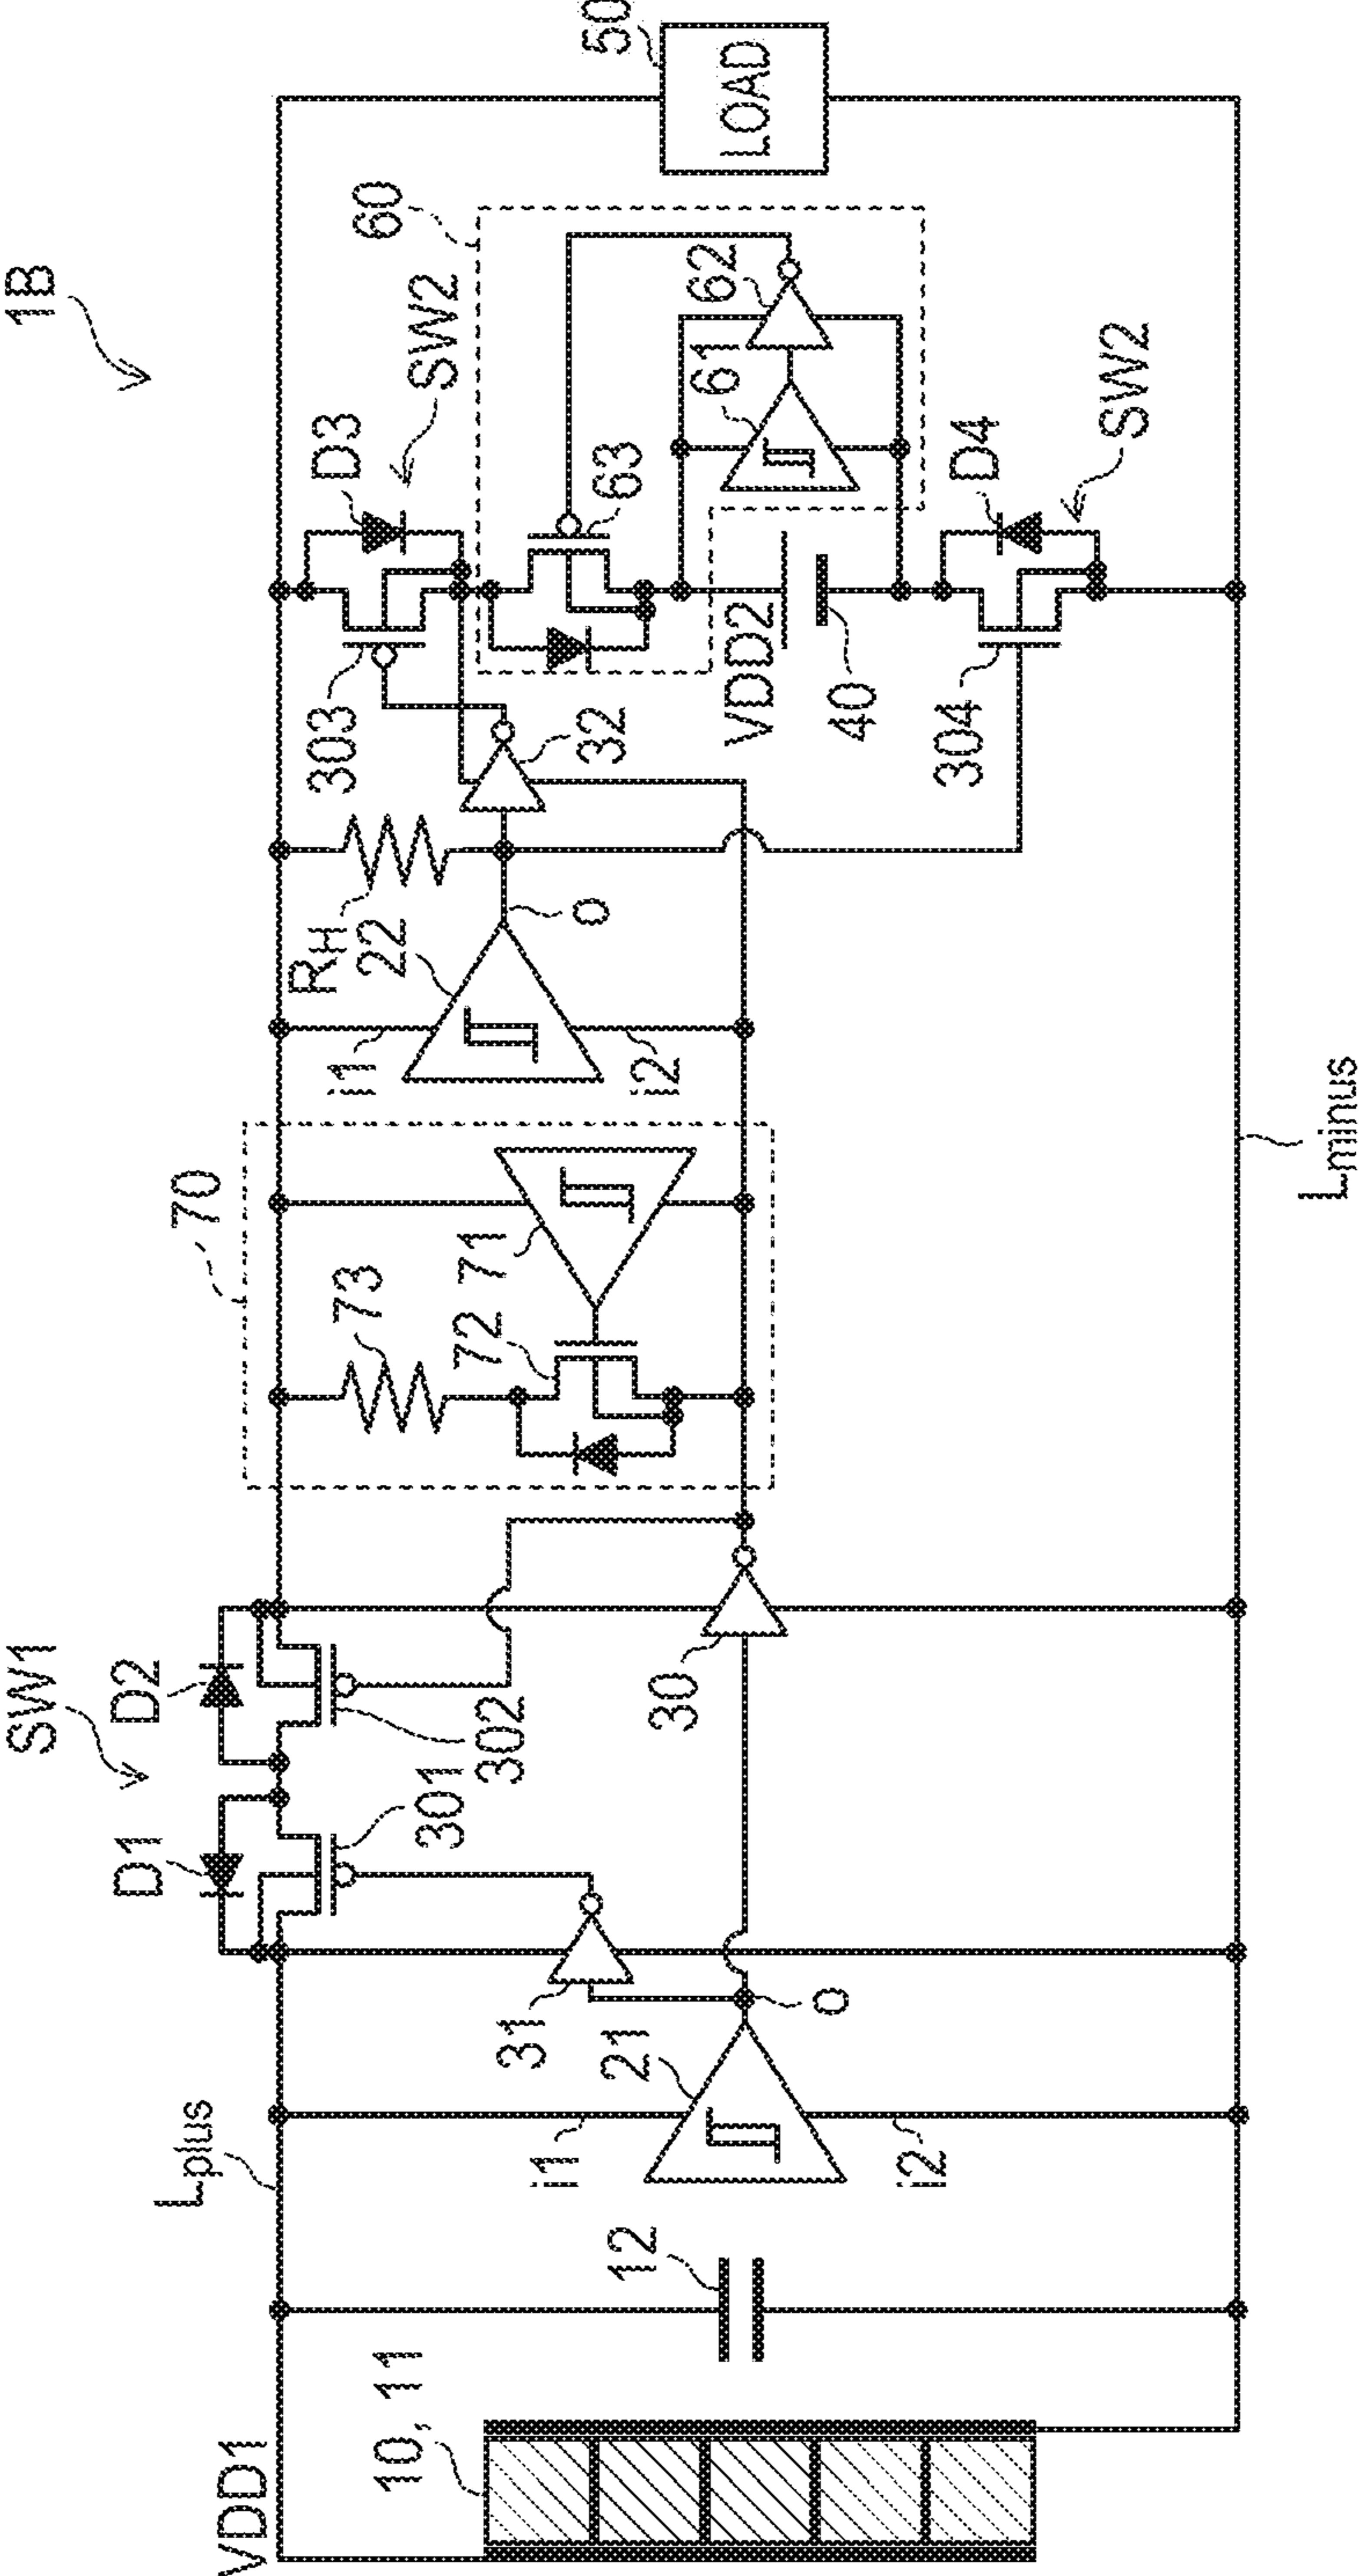 1B
SW1
D1
D2
VDD1
Lplus
10, 11
12
i1
21
i2
o
31
301
302
30
70
73
72
71
i1
22
i2
RH
o
32
303
D3
SW2
60
63
61
62
VDD2
40
304
D4
SW2
50
LOAD
Lminus